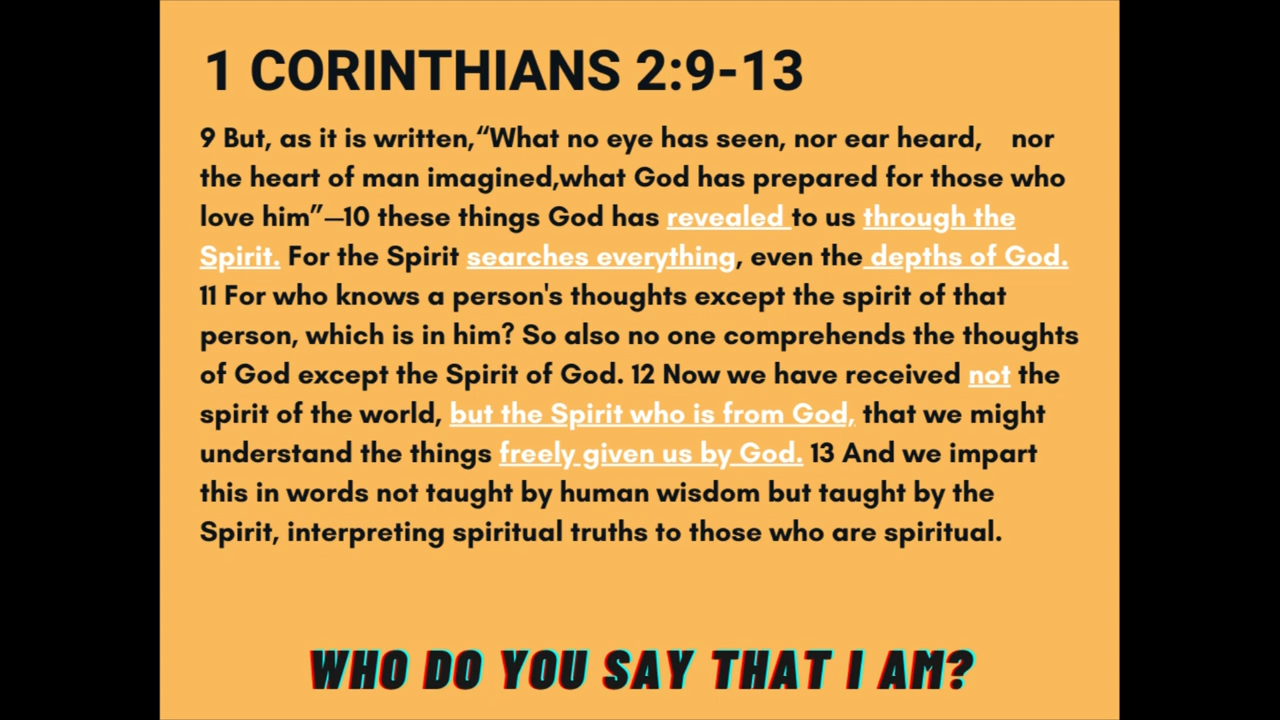 1 CORINTHIANS 2:9-13
9 But, as it is written,“What no eye has seen, nor ear heard,    nor
the heart of man imagined,what God has prepared for those who
love him”—10 these things God has revealed to us through the
Spirit. For the Spirit searches everything, even the depths of God.
11 For who knows a person's thoughts except the spirit of that
person, which is in him? So also no one comprehends the thoughts
of God except the Spirit of God. 12 Now we have received not the
spirit of the world, but the Spirit who is from God, that we might
understand the things freely given us by God. 13 And we impart
this in words not taught by human wisdom but taught by the
Spirit, interpreting spiritual truths to those who are spiritual.
WHO DO YOU SAY THAT I AM?